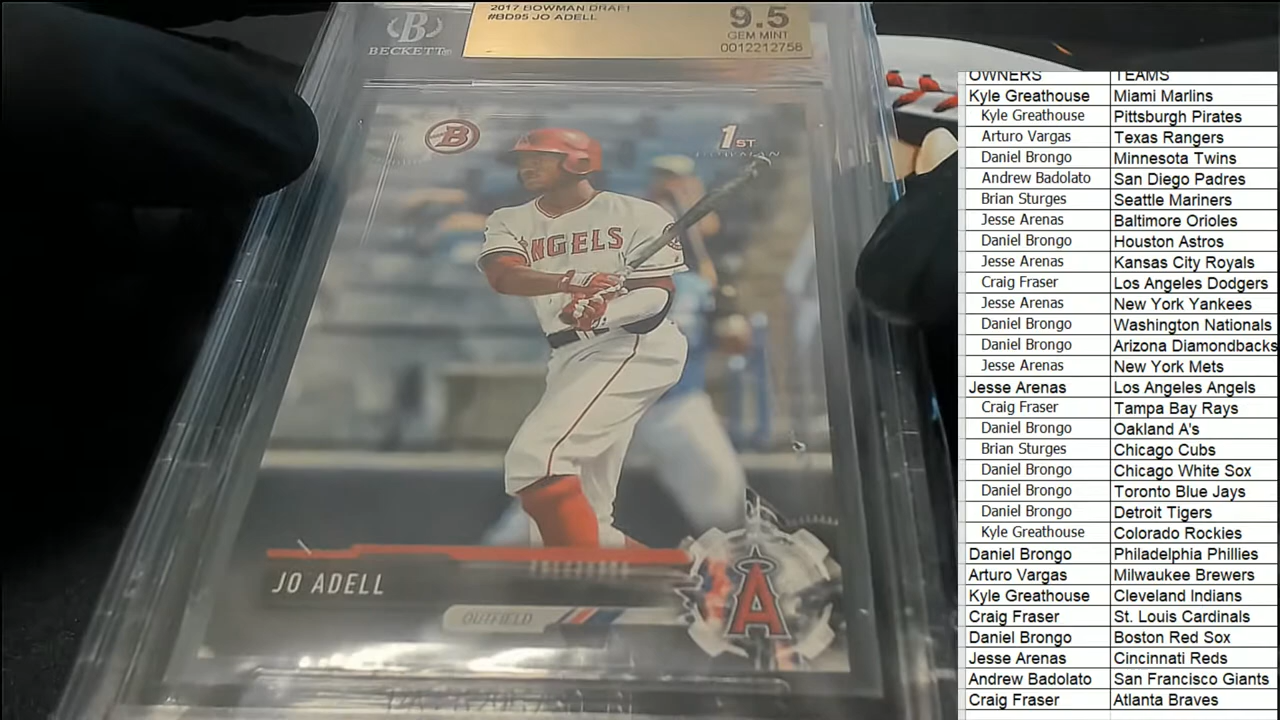 2017 BOWMAN DRAFT
#BD95 JO ADELL
9.5
GEM MINT
0012212758
B
BECKETT
B
1ST
BOWMAN
ANGELS
JO ADELL
OUTFIELD
A
OWNERS TEAMS
Kyle Greathouse Miami Marlins
Kyle Greathouse Pittsburgh Pirates
Arturo Vargas Texas Rangers
Daniel Brongo Minnesota Twins
Andrew Badolato San Diego Padres
Brian Sturges Seattle Mariners
Jesse Arenas Baltimore Orioles
Daniel Brongo Houston Astros
Jesse Arenas Kansas City Royals
Craig Fraser Los Angeles Dodgers
Jesse Arenas New York Yankees
Daniel Brongo Washington Nationals
Daniel Brongo Arizona Diamondbacks
Jesse Arenas New York Mets
Jesse Arenas Los Angeles Angels
Craig Fraser Tampa Bay Rays
Daniel Brongo Oakland A's
Brian Sturges Chicago Cubs
Daniel Brongo Chicago White Sox
Daniel Brongo Toronto Blue Jays
Daniel Brongo Detroit Tigers
Kyle Greathouse Colorado Rockies
Daniel Brongo Philadelphia Phillies
Arturo Vargas Milwaukee Brewers
Kyle Greathouse Cleveland Indians
Craig Fraser St. Louis Cardinals
Daniel Brongo Boston Red Sox
Jesse Arenas Cincinnati Reds
Andrew Badolato San Francisco Giants
Craig Fraser Atlanta Braves